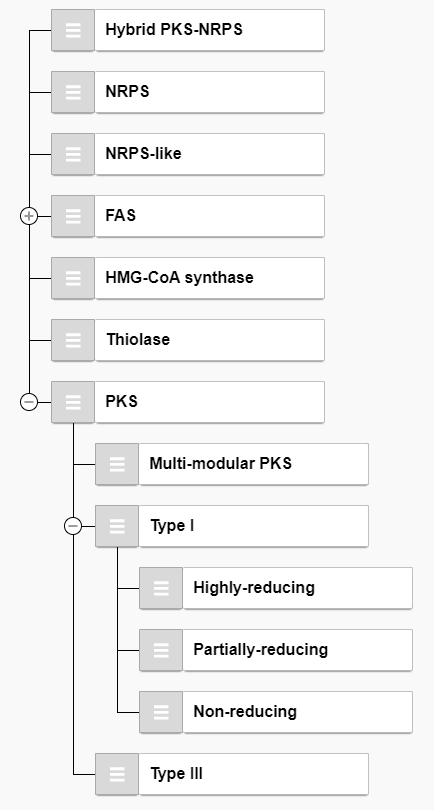 Hybrid PKS-NRPS
NRPS
NRPS-like
FAS
HMG-CoA synthase
Thiolase
PKS
Multi-modular PKS
Type I
Highly-reducing
Partially-reducing
Non-reducing
Type III